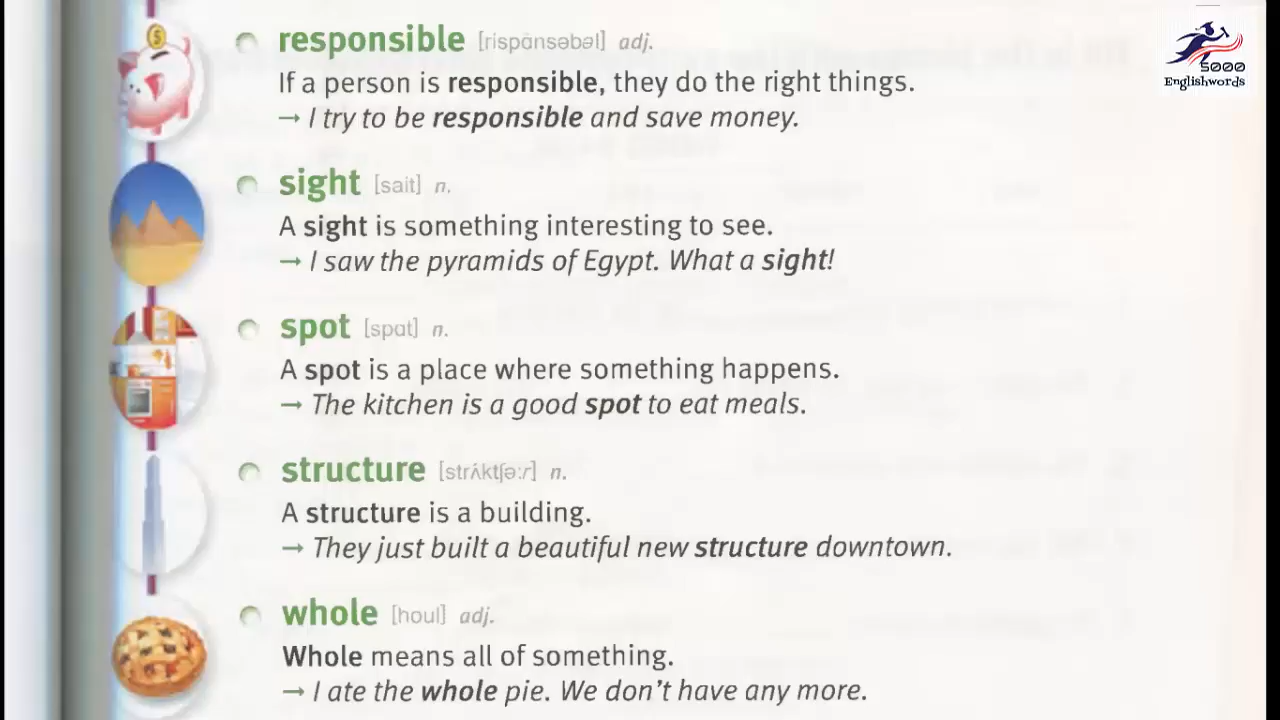 responsible [rispánsəbəl] adj.
If a person is responsible, they do the right things.
→ I try to be responsible and save money.
sight [sait] n.
A sight is something interesting to see.
→ I saw the pyramids of Egypt. What a sight!
spot [spɑt] n.
A spot is a place where something happens.
→ The kitchen is a good spot to eat meals.
structure [strʌ́ktʃəːr] n.
A structure is a building.
→ They just built a beautiful new structure downtown.
whole [houl] adj.
Whole means all of something.
→ I ate the whole pie. We don't have any more.
5000
Englishwords